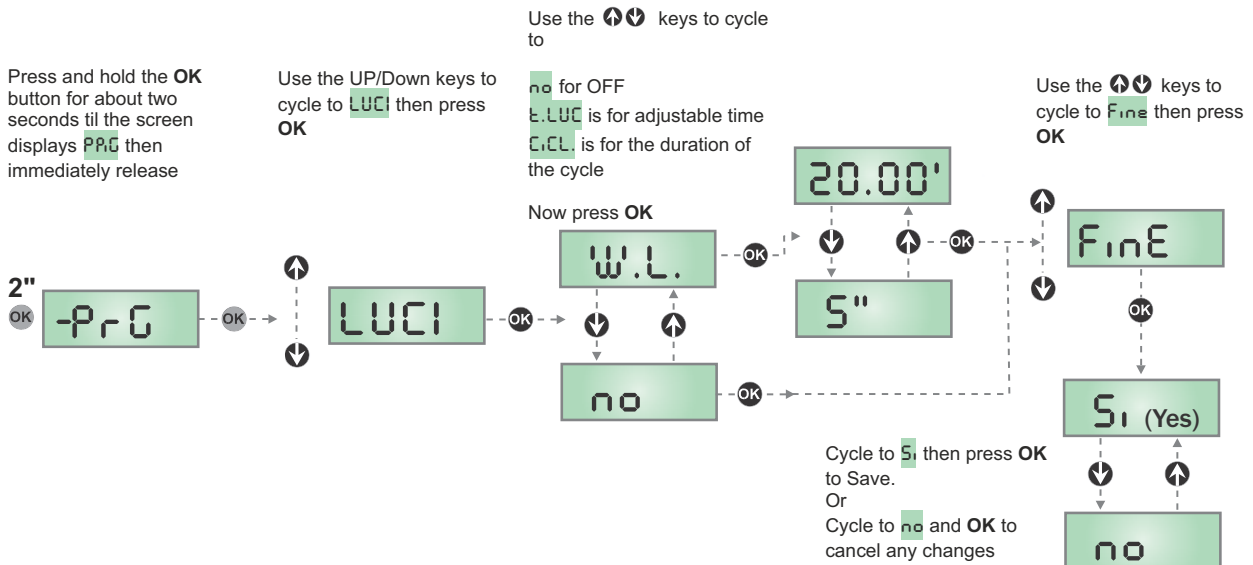 Press and hold the OK
button for about two
seconds til the screen
displays PRG then
immediately release
2"
OK
-PrG
OK
Use the UP/Down keys to
cycle to LUCI then press
OK
LUCI
OK
Use the keys to cycle
to
no for OFF
t.LUC is for adjustable time
CiCL. is for the duration of
the cycle
Now press OK
W.L.
no
OK
OK
20.00'
5"
OK
Use the keys to
cycle to Fine then press
OK
FinE
OK
Si (Yes)
no
Cycle to Si then press OK
to Save.
Or
Cycle to no and OK to
cancel any changes